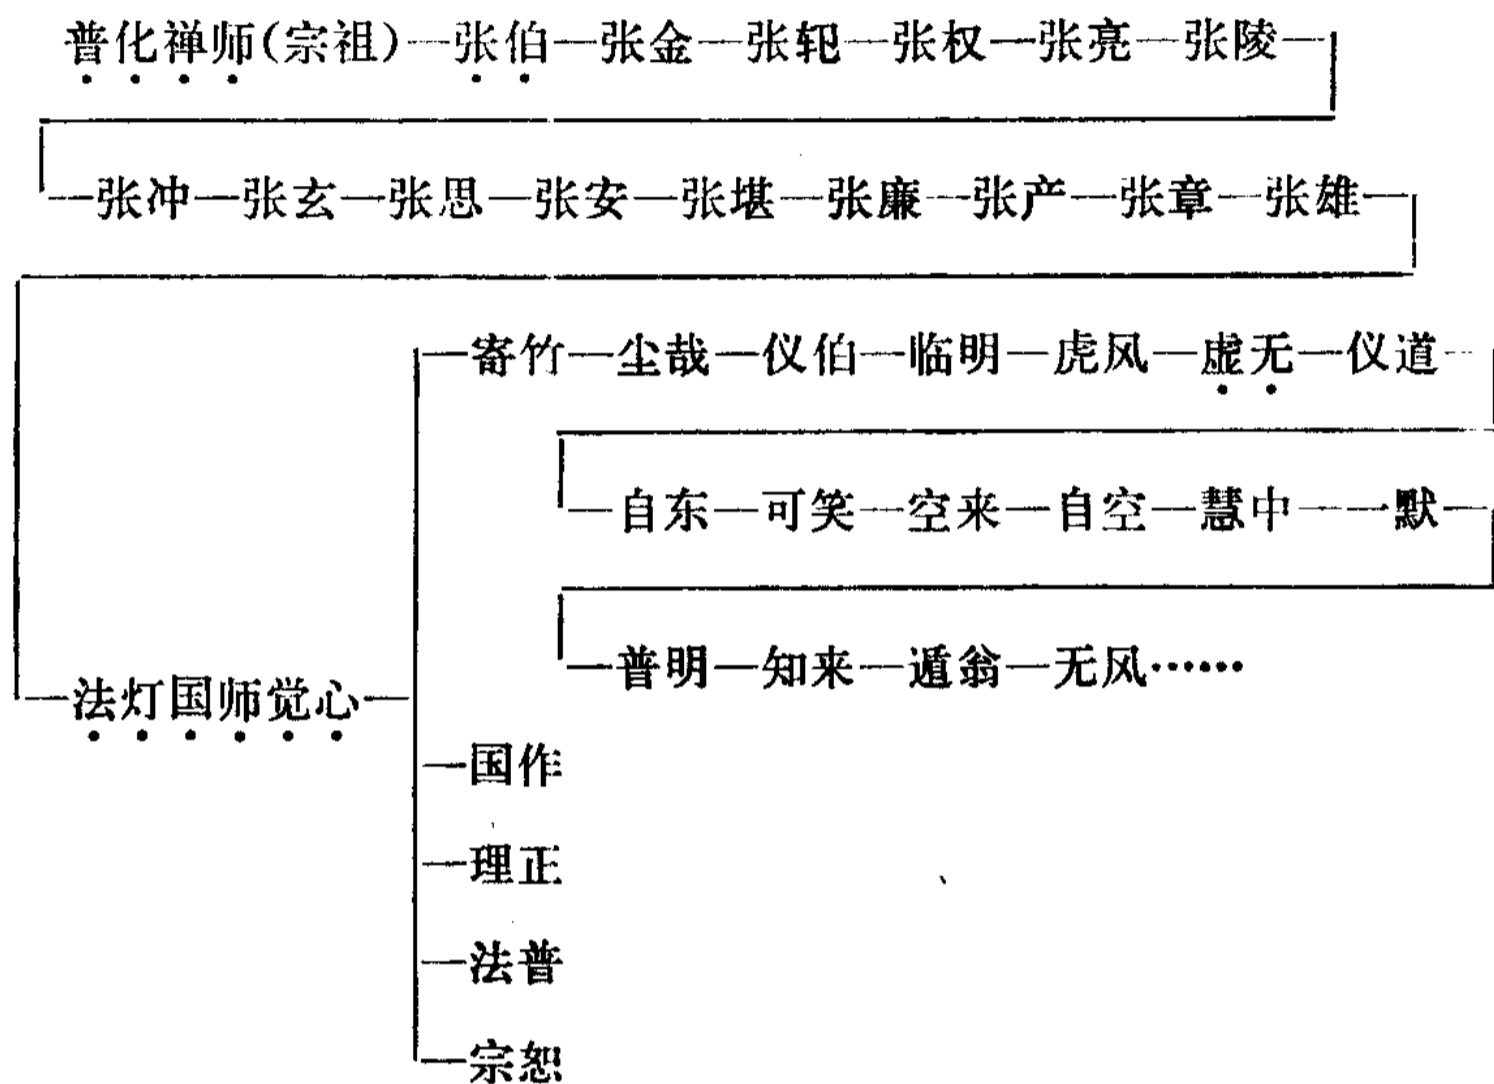 普化禅师(宗祖)—张伯—张金—张轵—张权—张亮—张陵—
—张冲—张玄—张思—张安—张堪—张廉—张产—张章—张雄—
—寄竹—尘哉—仪伯—临明—虎风—虚无—仪道—
—自东—可笑—空来—自空—慧中—一默—
—普明—知来—遁翁—无风……
—法灯国师觉心—
—国作
—理正
—法普
—宗恕